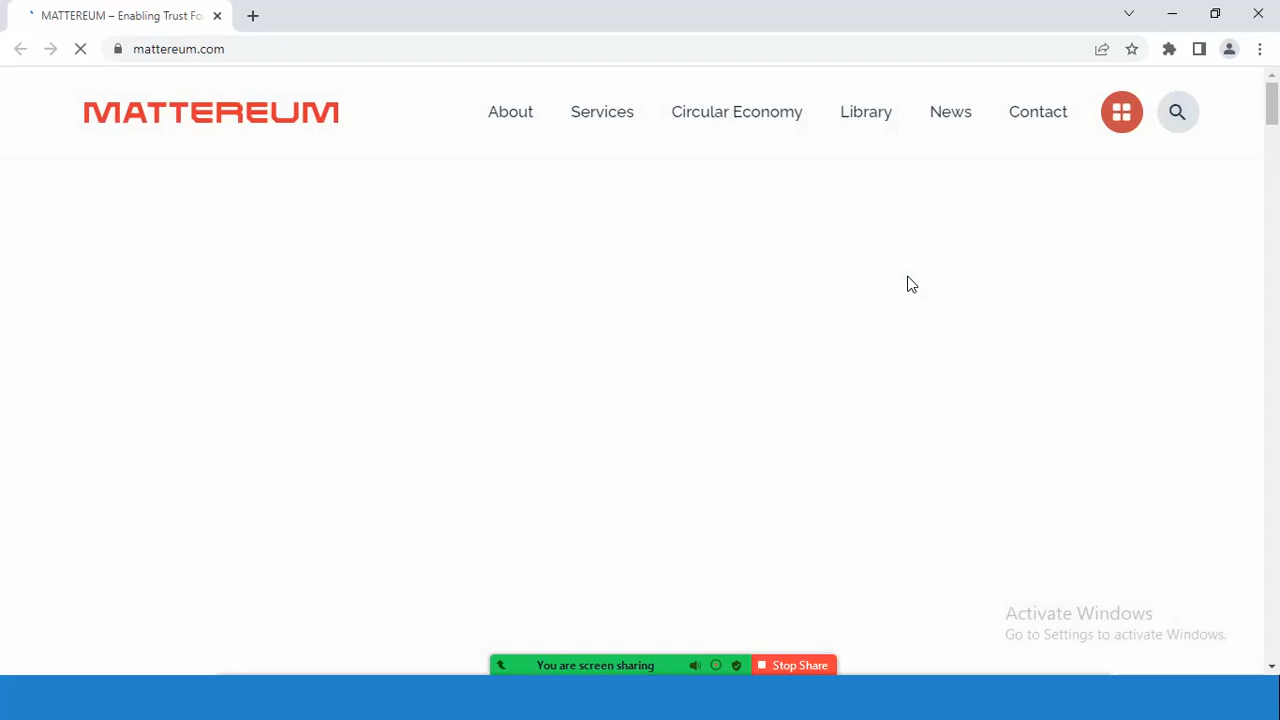 MATTEREUM – Enabling Trust Fo
mattereum.com
MATTEREUM
About
Services
Circular Economy
Library
News
Contact
Activate Windows
Go to Settings to activate Windows.
You are screen sharing
Stop Share